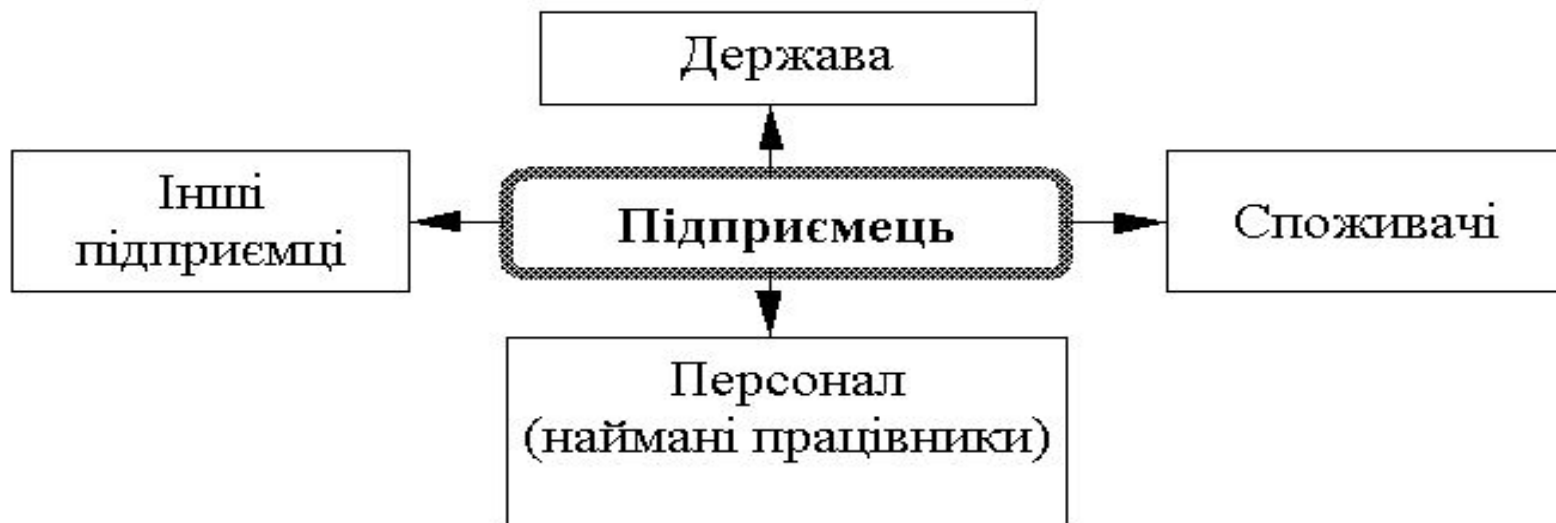 Держава
Інші
підприємці
Підприємець
Споживачі
Персонал
(наймані працівники)